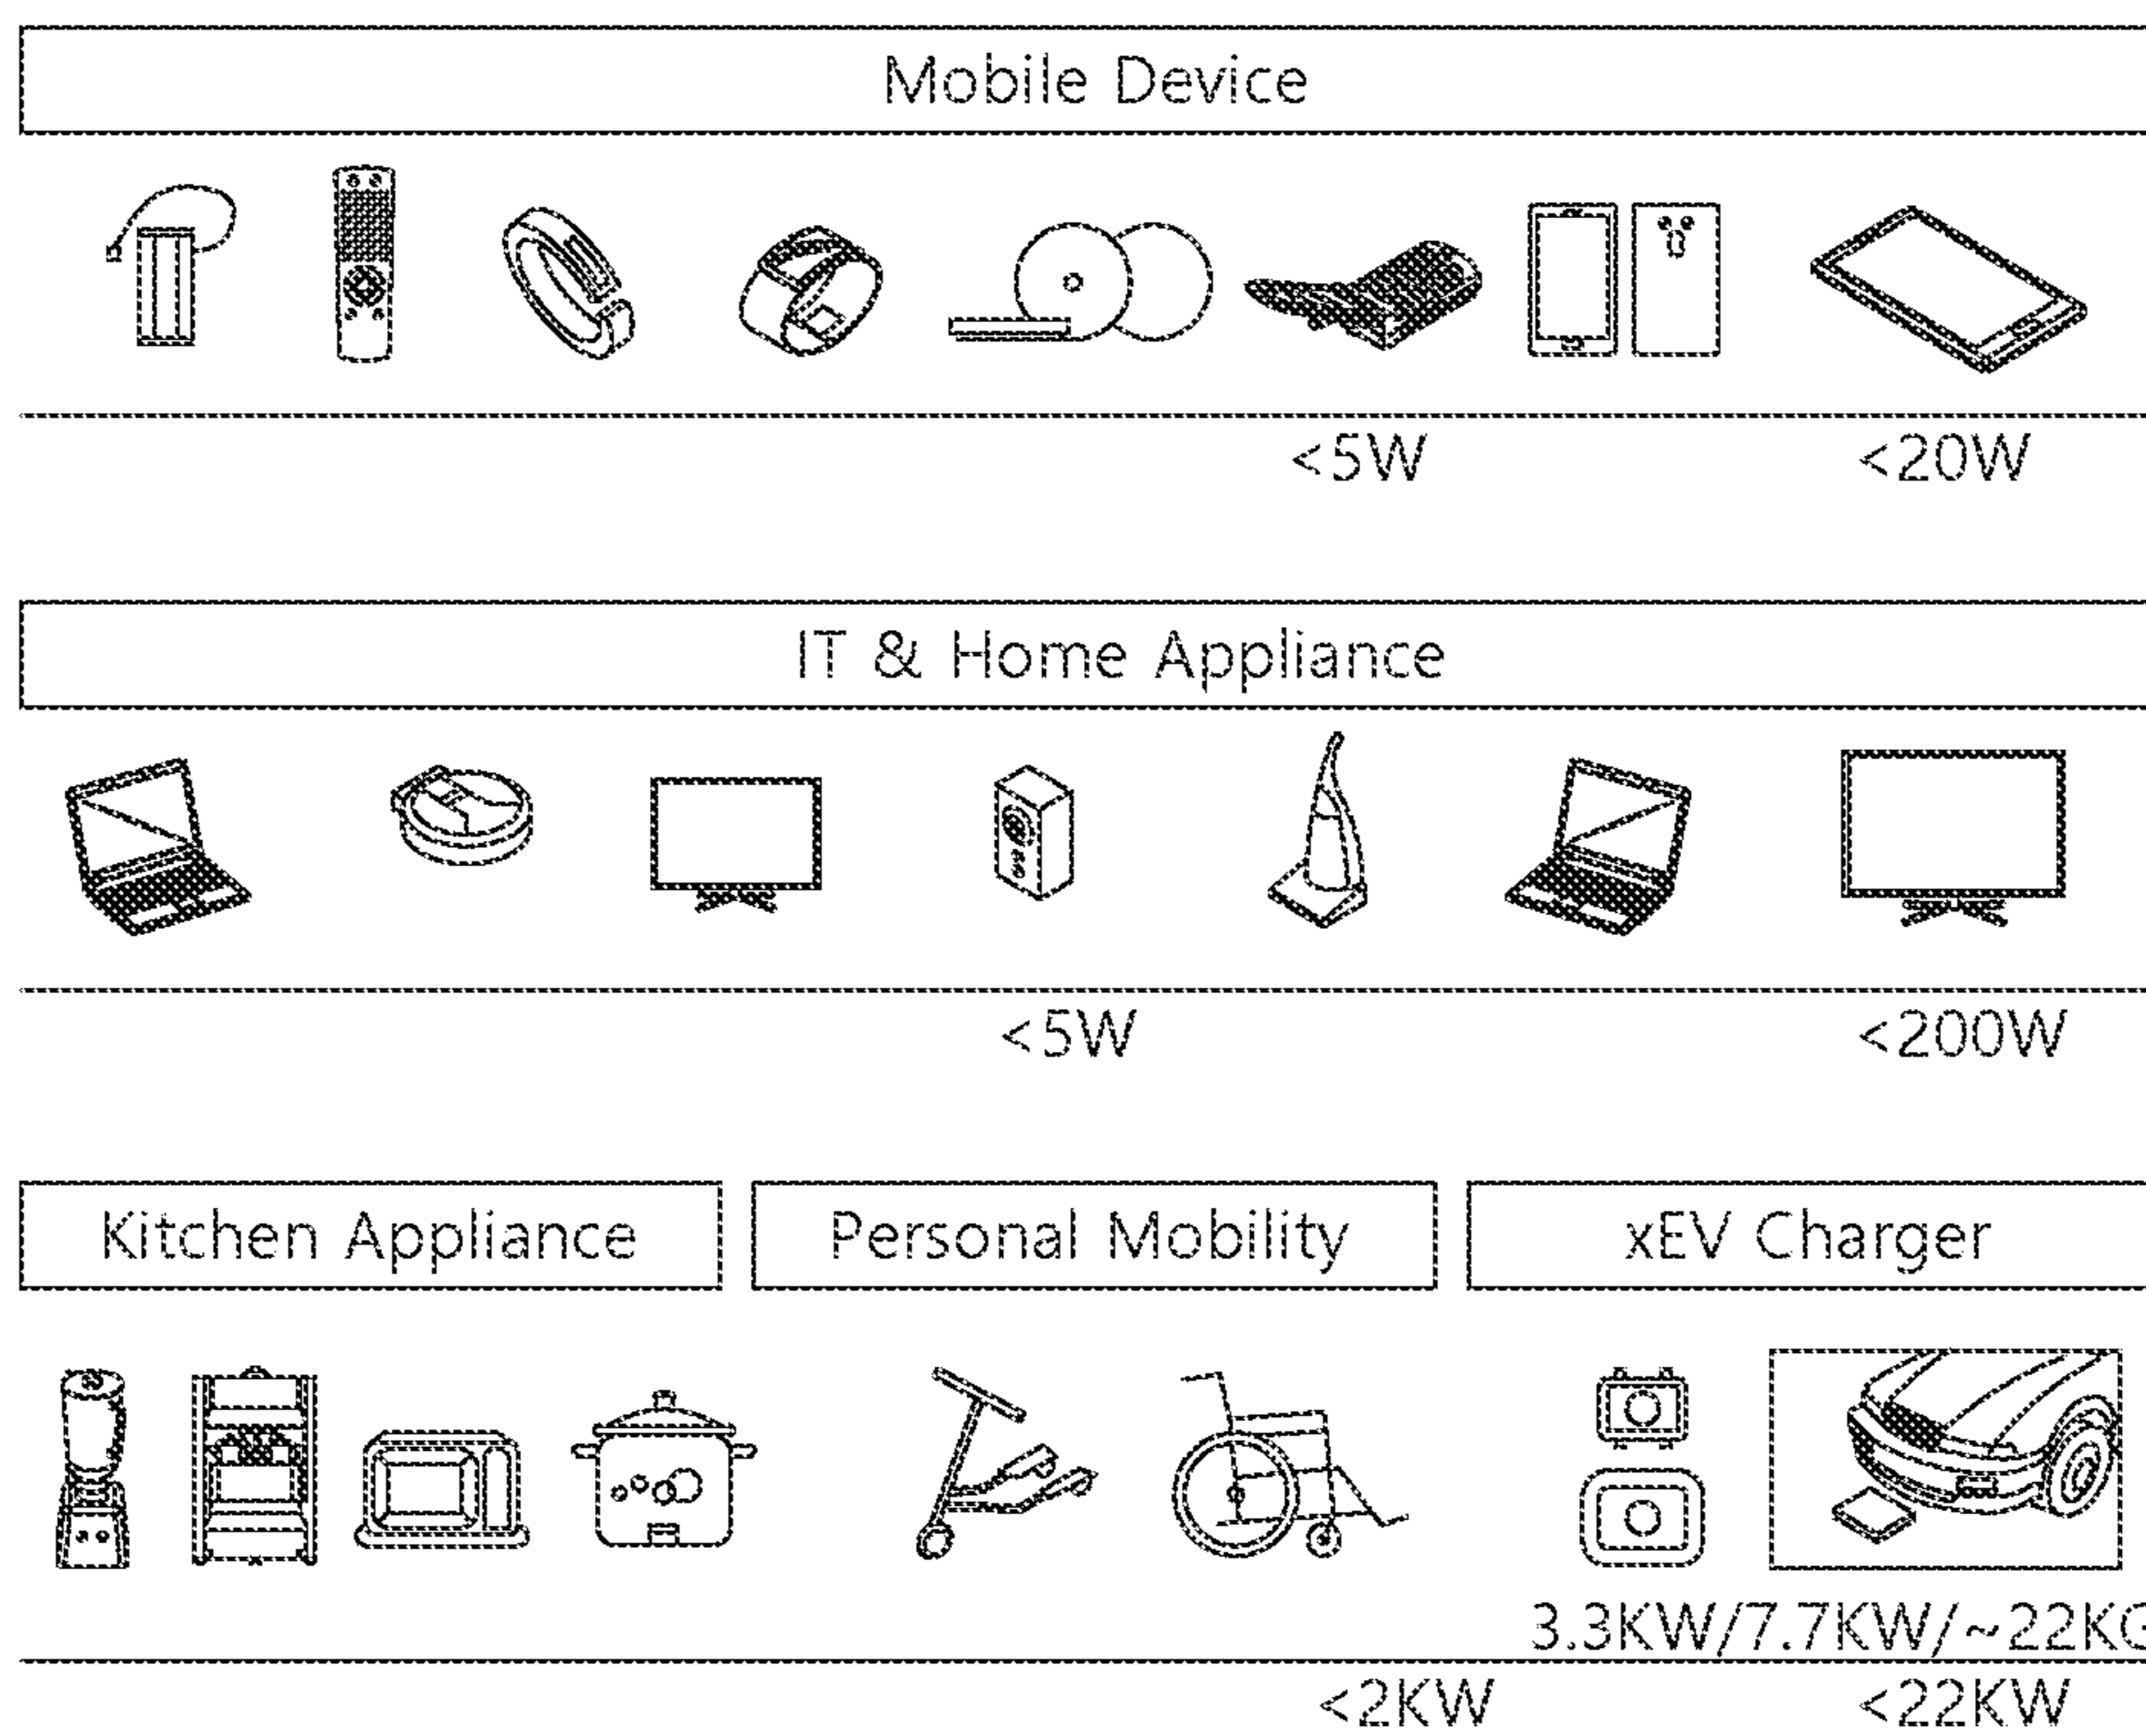 Mobile Device
<5W <20W
IT & Home Appliance
<5W <200W
Kitchen Appliance Personal Mobility xEV Charger
3.3KW/7.7KW/~22KG
<2KW <22KW